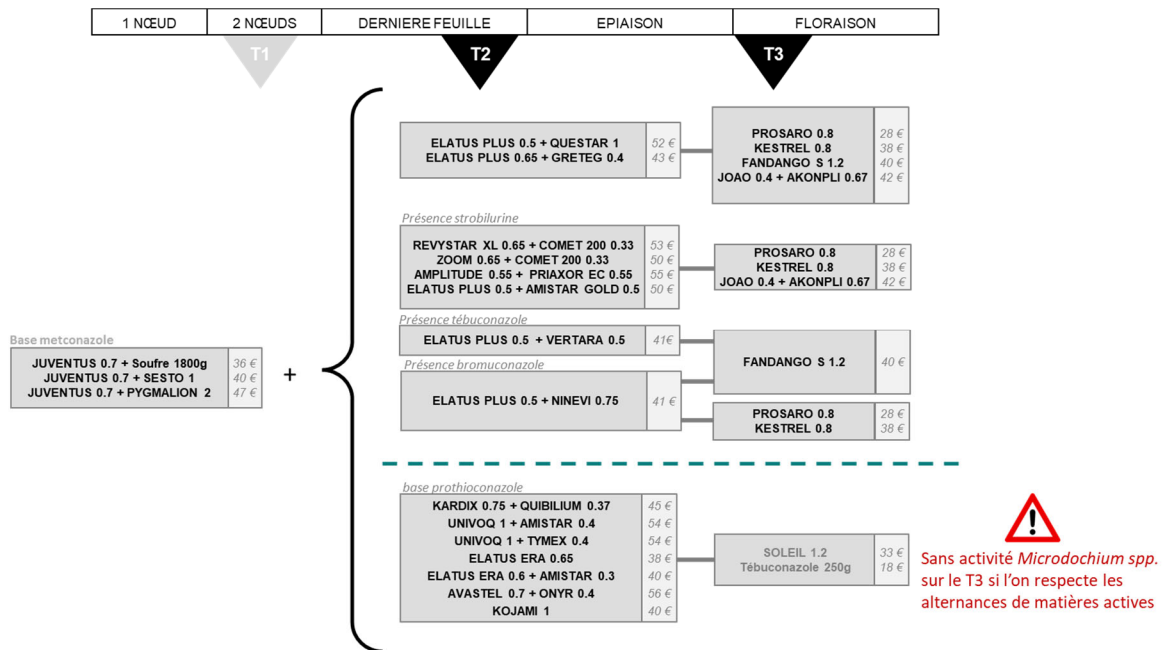 1 NŒUD 2 NŒUDS DERNIERE FEUILLE EPIAISON FLORAISON
T1 T2 T3
ELATUS PLUS 0.5 + QUESTAR 1 52 €
ELATUS PLUS 0.65 + GRETEG 0.4 43 €
PROSARO 0.8 28 €
KESTREL 0.8 38 €
FANDANGO S 1.2 40 €
JOAO 0.4 + AKONPLI 0.67 42 €
Présence strobilurine
REVYSTAR XL 0.65 + COMET 200 0.33 53 €
ZOOM 0.65 + COMET 200 0.33 50 €
AMPLITUDE 0.55 + PRIAXOR EC 0.55 55 €
ELATUS PLUS 0.5 + AMISTAR GOLD 0.5 50 €
PROSARO 0.8 28 €
KESTREL 0.8 38 €
JOAO 0.4 + AKONPLI 0.67 42 €
Présence tébuconazole
ELATUS PLUS 0.5 + VERTARA 0.5 41€
Base metconazole
JUVENTUS 0.7 + Soufre 1800g 36 €
JUVENTUS 0.7 + SESTO 1 40 €
JUVENTUS 0.7 + PYGMALION 2 47 €
+
FANDANGO S 1.2 40 €
Présence bromuconazole
ELATUS PLUS 0.5 + NINEVI 0.75 41 €
PROSARO 0.8 28 €
KESTREL 0.8 38 €
base prothioconazole
KARDIX 0.75 + QUIBILIUM 0.37 45 €
UNIVOQ 1 + AMISTAR 0.4 54 €
UNIVOQ 1 + TYMEX 0.4 54 €
ELATUS ERA 0.65 38 €
ELATUS ERA 0.6 + AMISTAR 0.3 40 €
AVASTEL 0.7 + ONYR 0.4 56 €
KOJAMI 1 40 €
SOLEIL 1.2 33 €
Tébuconazole 250g 18 €
!
Sans activité Microdochium spp.
sur le T3 si l'on respecte les
alternances de matières actives